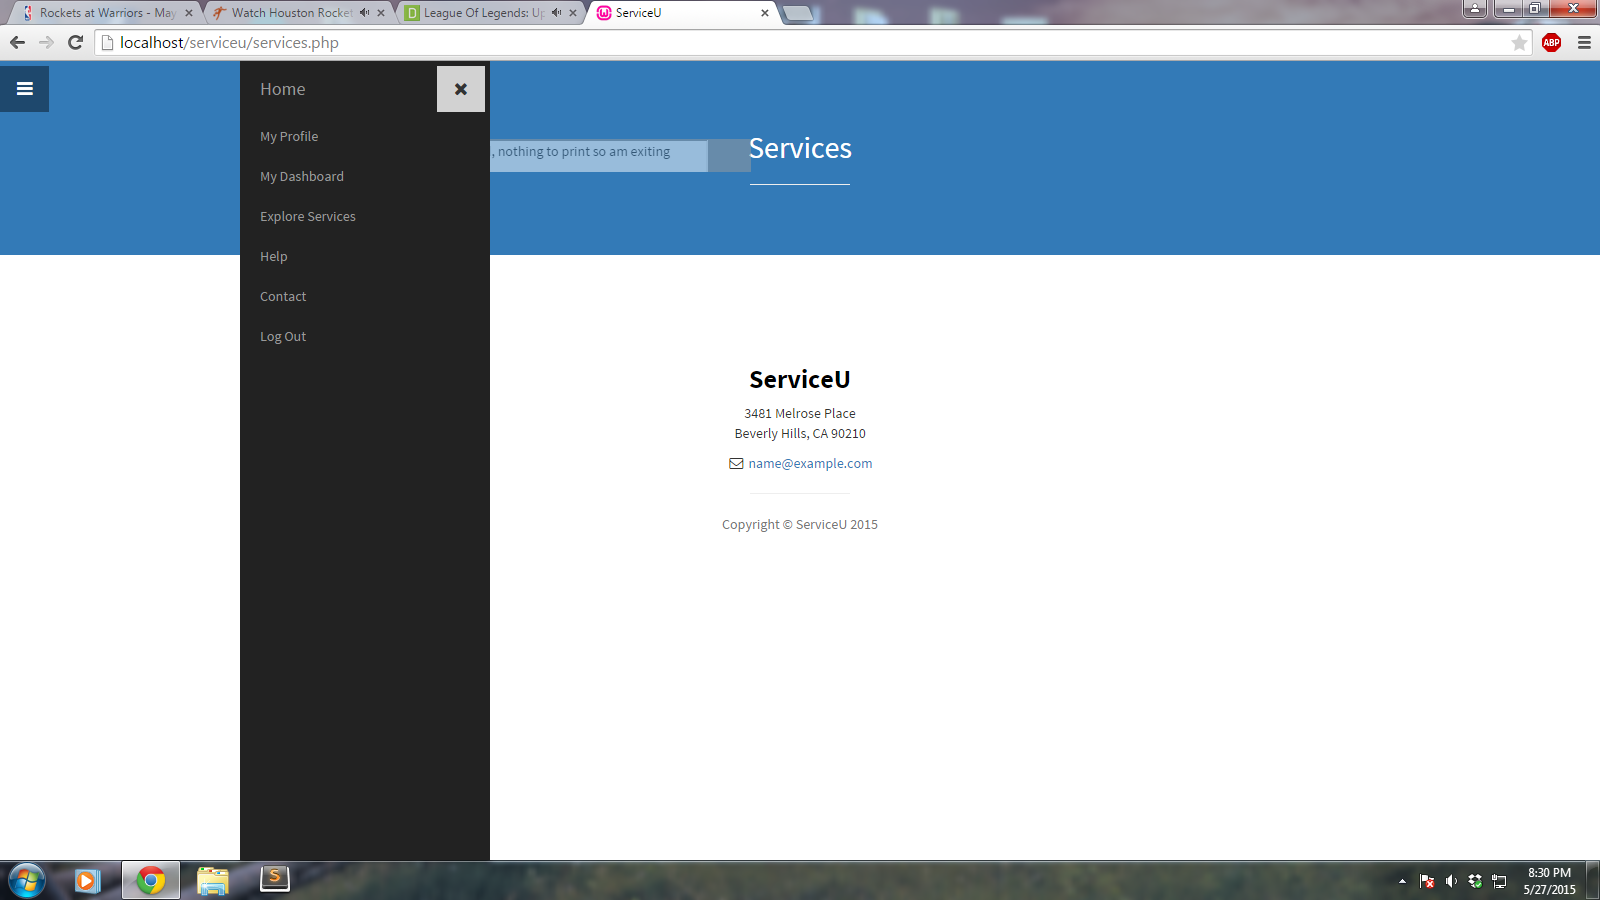 Rockets at Warriors - May
Watch Houston Rocket
League Of Legends: Up
ServiceU
localhost/serviceu/services.php
ABP
Home
My Profile
, nothing to print so am exiting
Services
My Dashboard
Explore Services
Help
Contact
Log Out
ServiceU
3481 Melrose Place
Beverly Hills, CA 90210
name@example.com
Copyright © ServiceU 2015
8:30 PM
5/27/2015